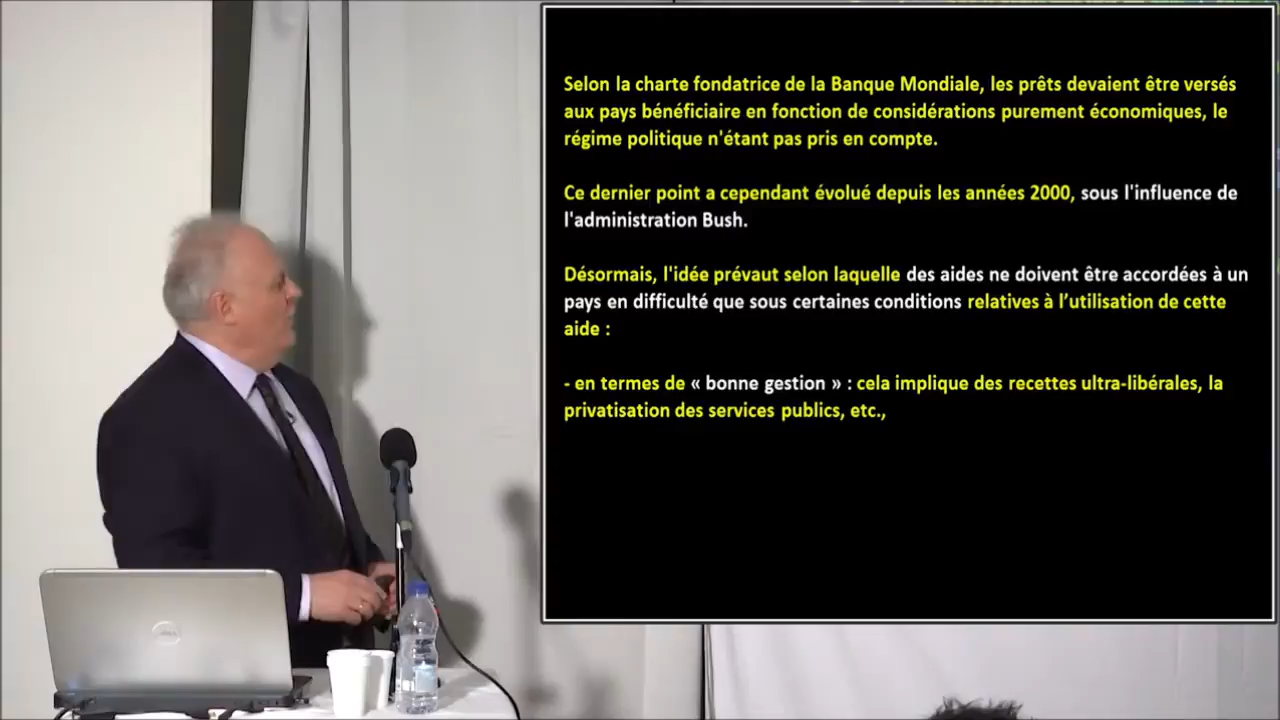 Selon la charte fondatrice de la Banque Mondiale, les prêts devaient être versés
aux pays bénéficiaire en fonction de considérations purement économiques, le
régime politique n'étant pas pris en compte.
Ce dernier point a cependant évolué depuis les années 2000, sous l'influence de
l'administration Bush.
Désormais, l'idée prévaut selon laquelle des aides ne doivent être accordées à un
pays en difficulté que sous certaines conditions relatives à l’utilisation de cette
aide :
- en termes de « bonne gestion » : cela implique des recettes ultra-libérales, la
privatisation des services publics, etc.,
DELL